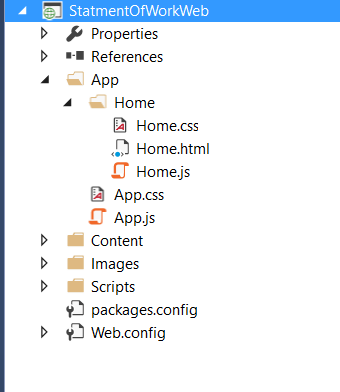 StatmentOfWorkWeb
Properties
References
App
Home
Home.css
Home.html
Home.js
App.css
App.js
Content
Images
Scripts
packages.config
Web.config